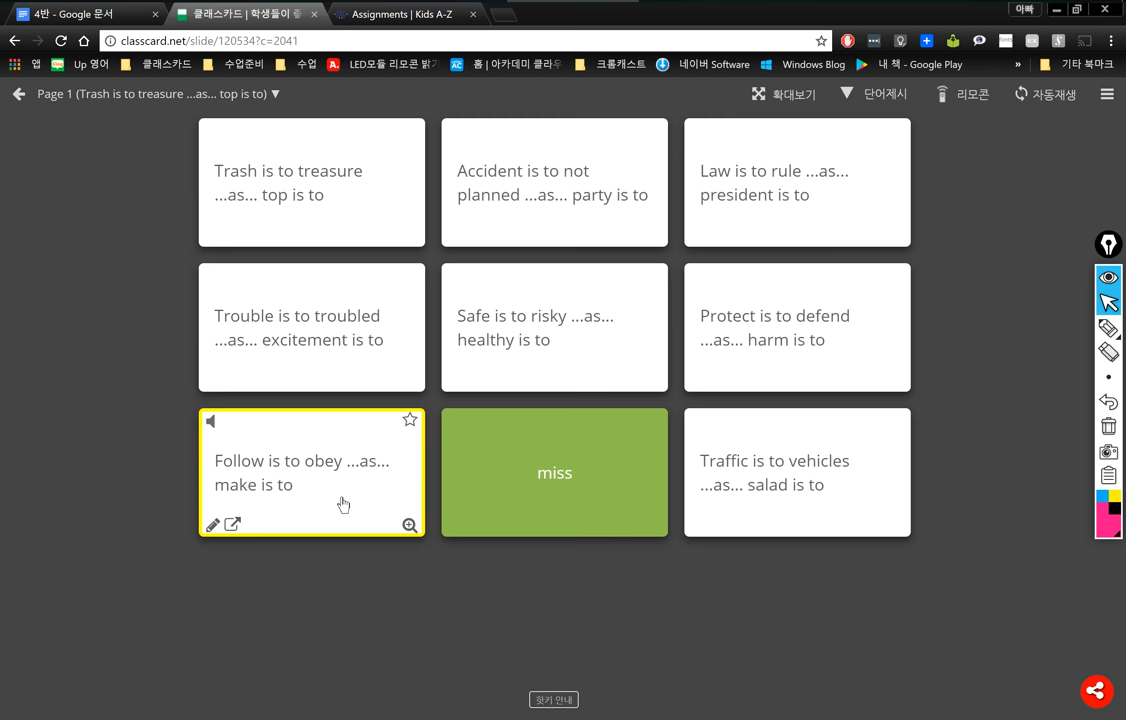 4반 - Google 문서
클래스카드 | 학생들이 좋
Assignments | Kids A-Z
아빠
classcard.net/slide/120534?c=2041
앱
Up 영어
클래스카드
수업준비
수업
LED모듈 리모콘 밝기
홈 | 아카데미 클라우
크롬캐스트
네이버 Software
Windows Blog
내 책 - Google Play
»
기타 북마크
Page 1 (Trash is to treasure ...as... top is to) ▼
확대보기
단어제시
리모콘
자동재생
Trash is to treasure
...as... top is to
Accident is to not
planned ...as... party is to
Law is to rule ...as...
president is to
Trouble is to troubled
...as... excitement is to
Safe is to risky ...as...
healthy is to
Protect is to defend
...as... harm is to
Follow is to obey ...as...
make is to
miss
Traffic is to vehicles
...as... salad is to
핫키 안내